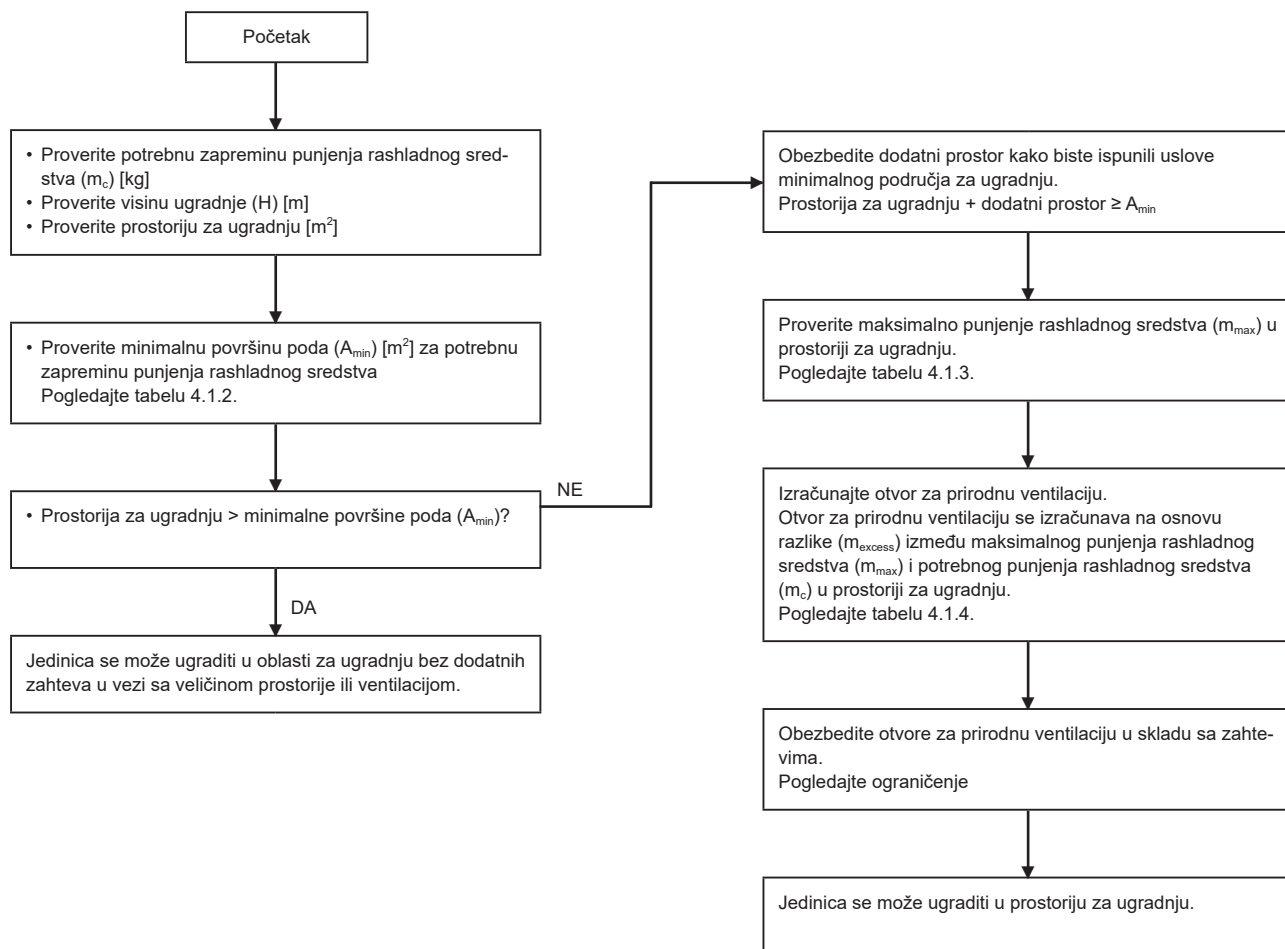 Početak
• Proverite potrebnu zapreminu punjenja rashladnog sred-
stva (mc) [kg]
• Proverite visinu ugradnje (H) [m]
• Proverite prostoriju za ugradnju [m²]
• Proverite minimalnu površinu poda (Amin) [m²] za potrebnu
zapreminu punjenja rashladnog sredstva
Pogledajte tabelu 4.1.2.
• Prostorija za ugradnju > minimalne površine poda (Amin)?
NE
DA
Jedinica se može ugraditi u oblasti za ugradnju bez dodatnih
zahteva u vezi sa veličinom prostorije ili ventilacijom.
Obezbedite dodatni prostor kako biste ispunili uslove
minimalnog područja za ugradnju.
Prostorija za ugradnju + dodatni prostor ≥ Amin
Proverite maksimalno punjenje rashladnog sredstva (mmax) u
prostoriji za ugradnju.
Pogledajte tabelu 4.1.3.
Izračunajte otvor za prirodnu ventilaciju.
Otvor za prirodnu ventilaciju se izračunava na osnovu
razlike (mexcess) između maksimalnog punjenja rashladnog
sredstva (mmax) i potrebnog punjenja rashladnog sredstva
(mc) u prostoriji za ugradnju.
Pogledajte tabelu 4.1.4.
Obezbedite otvore za prirodnu ventilaciju u skladu sa zahte-
vima.
Pogledajte ograničenje
Jedinica se može ugraditi u prostoriju za ugradnju.